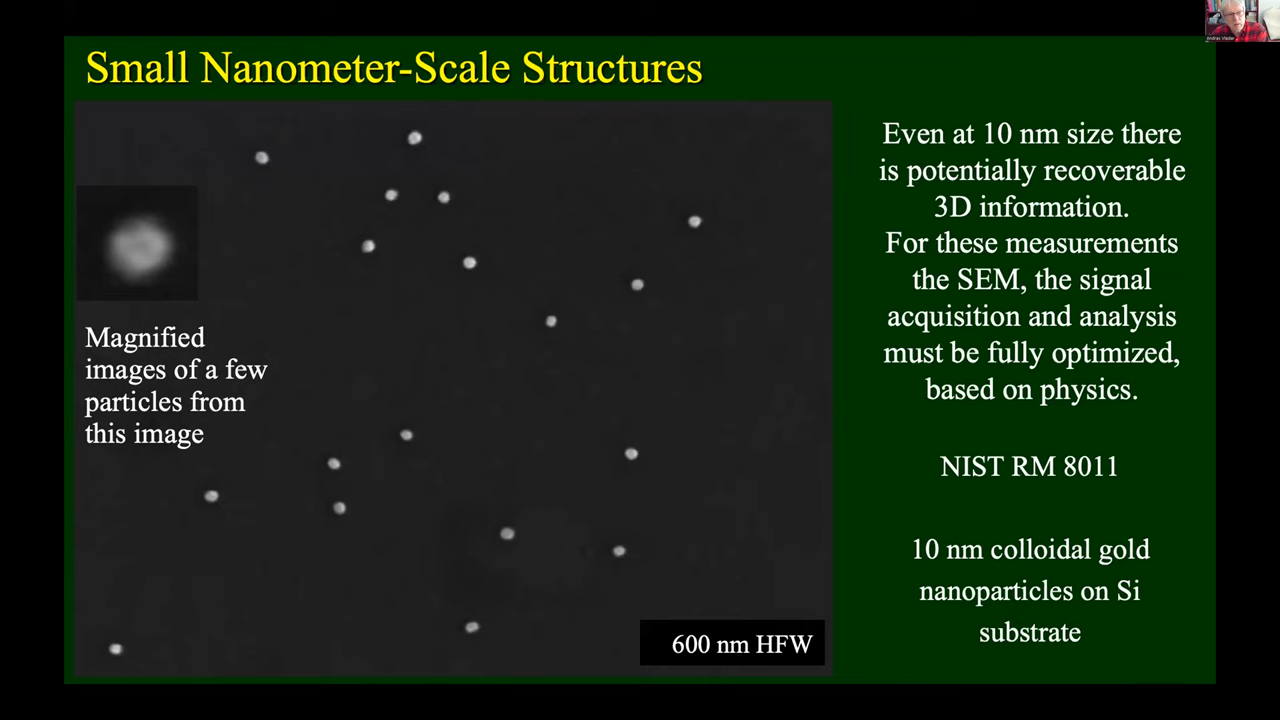 Small Nanometer-Scale Structures
Magnified
images of a few
particles from
this image
600 nm HFW
Even at 10 nm size there
is potentially recoverable
3D information.
For these measurements
the SEM, the signal
acquisition and analysis
must be fully optimized,
based on physics.
NIST RM 8011
10 nm colloidal gold
nanoparticles on Si
substrate
Andras Vladar